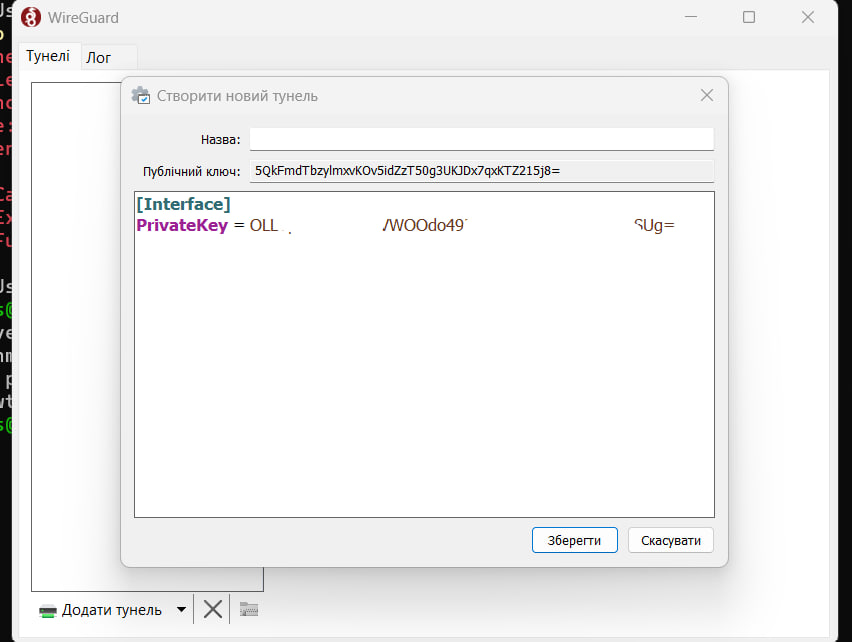 WireGuard
Тунелі
Лог
Створити новий тунель
Назва:
Публічний ключ: 5QkFmdTbzylmxvKOv5idZzT50g3UKJDx7qxKTZ215j8=
[Interface]
PrivateKey = OLL /WOOdo49 SUg=
Зберегти
Скасувати
Додати тунель